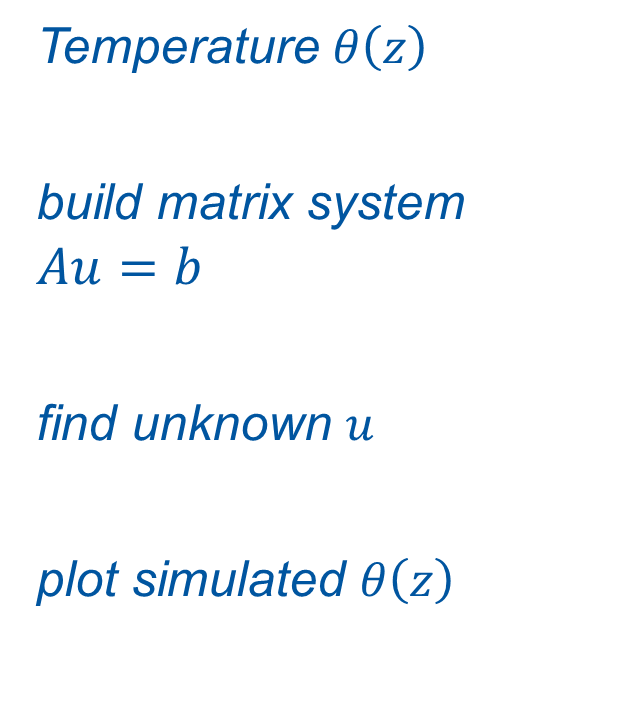 Temperature θ(z)
build matrix system
Au = b
find unknown u
plot simulated θ(z)